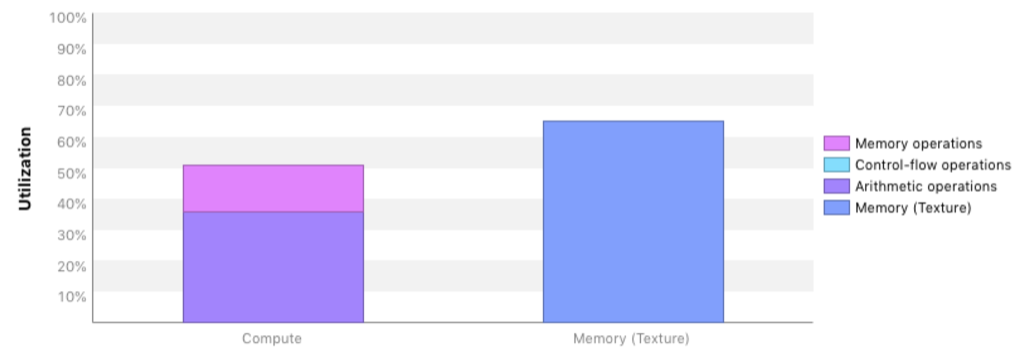 100%
90%
80%
70%
60%
50%
40%
30%
20%
10%
Utilization
Compute
Memory (Texture)
Memory operations
Control-flow operations
Arithmetic operations
Memory (Texture)